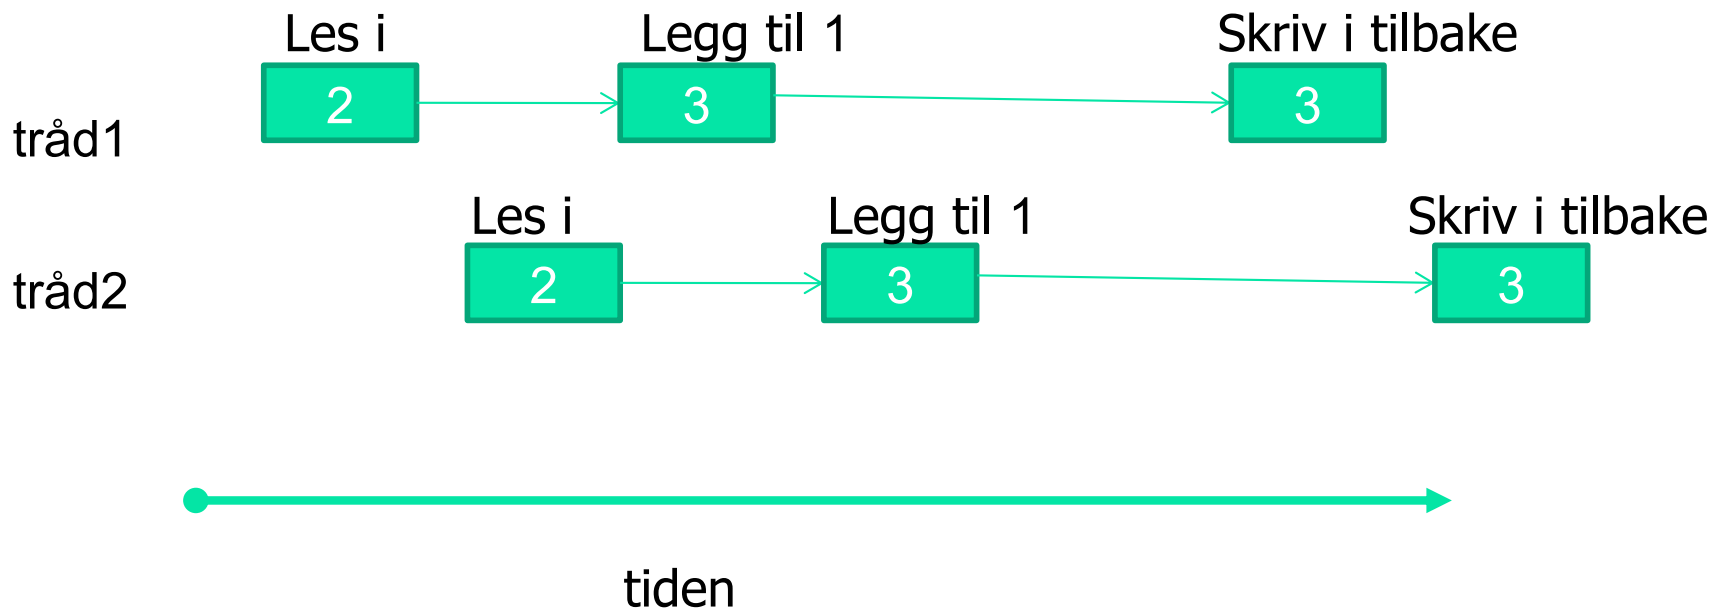 Les i Legg til 1 Skriv i tilbake
2 3 3
tråd1
Les i Legg til 1 Skriv i tilbake
2 3 3
tråd2
tiden